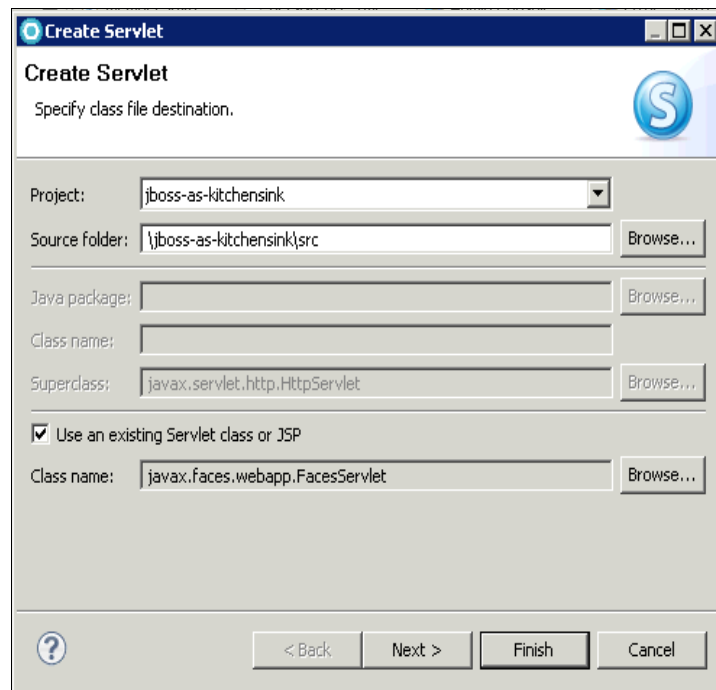 Create Servlet
Create Servlet
Specify class file destination.
S
Project: jboss-as-kitchensink
Source folder: \jboss-as-kitchensink\src Browse...
Java package: Browse...
Class name:
Superclass: javax.servlet.http.HttpServlet Browse...
Use an existing Servlet class or JSP
Class name: javax.faces.webapp.FacesServlet Browse...
? < Back Next > Finish Cancel